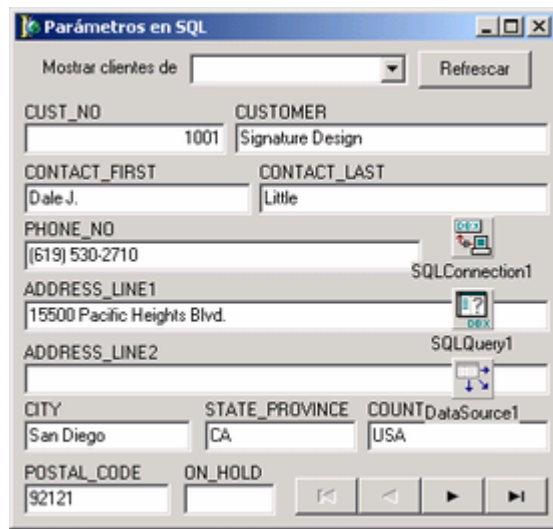 Parámetros en SQL
Mostrar clientes de Refrescar
CUST_NO CUSTOMER
1001 Signature Design
CONTACT_FIRST CONTACT_LAST
Dale J. Little
PHONE_NO
(619) 530-2710
DBX
SQLConnection1
ADDRESS_LINE1
15500 Pacific Heights Blvd.
DBX
SQLQuery1
ADDRESS_LINE2
CITY STATE_PROVINCE COUNT DataSource1
San Diego CA USA
POSTAL_CODE ON_HOLD
92121